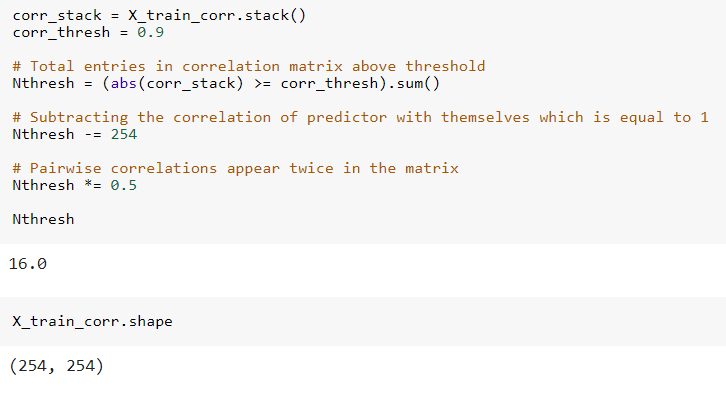 corr_stack = X_train_corr.stack()
corr_thresh = 0.9
# Total entries in correlation matrix above threshold
Nthresh = (abs(corr_stack) >= corr_thresh).sum()
# Subtracting the correlation of predictor with themselves which is equal to 1
Nthresh -= 254
# Pairwise correlations appear twice in the matrix
Nthresh *= 0.5
Nthresh
16.0
X_train_corr.shape
(254, 254)